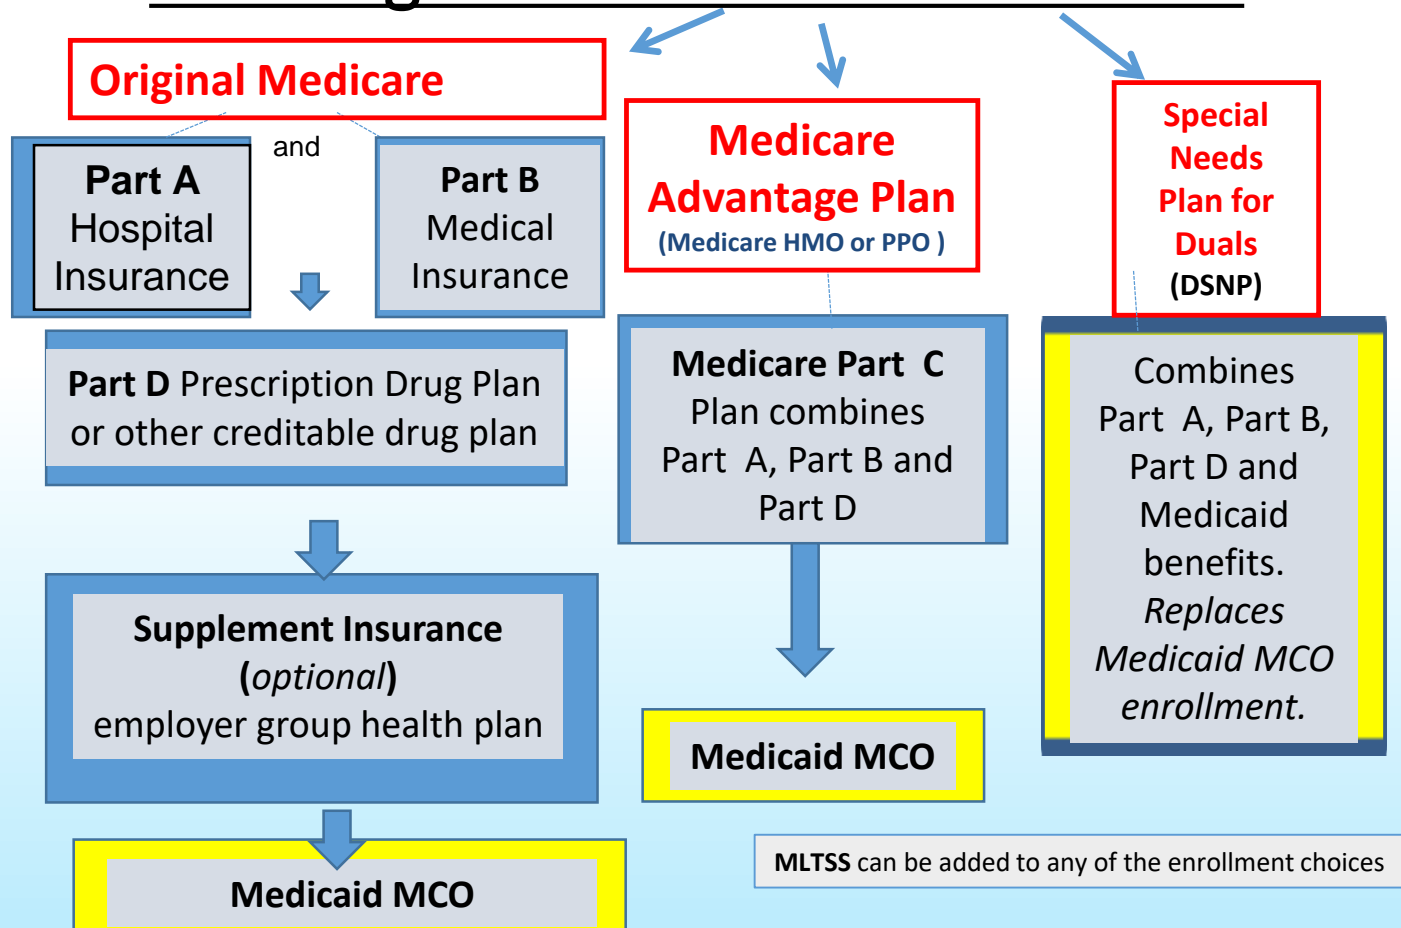 Original Medicare
and
Part A
Hospital
Insurance
Part B
Medical
Insurance
Part D Prescription Drug Plan
or other creditable drug plan
Supplement Insurance
(optional)
employer group health plan
Medicaid MCO
Medicare
Advantage Plan
(Medicare HMO or PPO )
Medicare Part C
Plan combines
Part A, Part B and
Part D
Medicaid MCO
Special
Needs
Plan for
Duals
(DSNP)
Combines
Part A, Part B,
Part D and
Medicaid
benefits.
Replaces
Medicaid MCO
enrollment.
MLTSS can be added to any of the enrollment choices